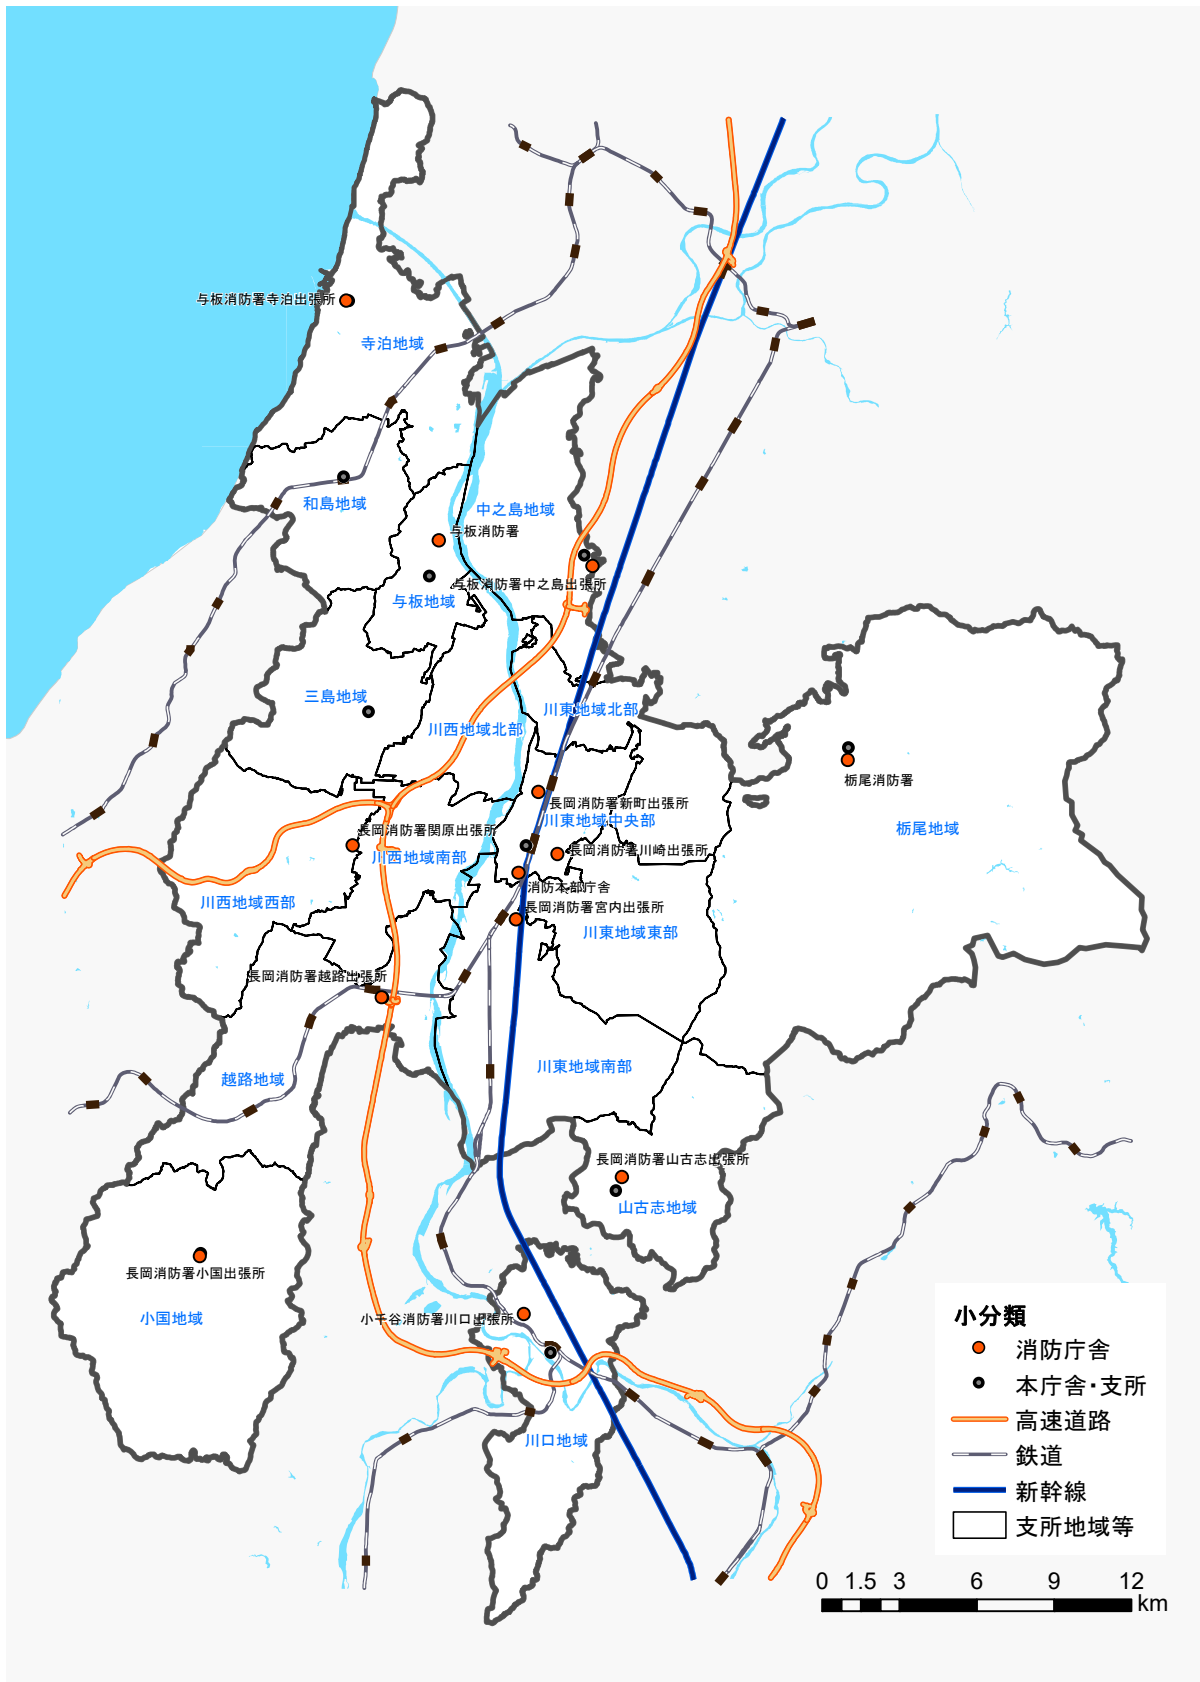 与板消防署寺泊出張所
寺泊地域
和島地域
中之島地域
与板消防署
与板消防署中之島出張所
与板地域
三島地域
川東地域北部
川西地域北部
栃尾消防署
長岡消防署新町出張所
川東地域中央部
栃尾地域
長岡消防署関原出張所
川西地域南部
長岡消防署川崎出張所
消防本部庁舎
川西地域西部
長岡消防署宮内出張所
川東地域東部
長岡消防署越路出張所
川東地域南部
越路地域
長岡消防署山古志出張所
山古志地域
長岡消防署小国出張所
小国地域
小千谷消防署川口出張所
川口地域
小分類
消防庁舎
本庁舎・支所
高速道路
鉄道
新幹線
支所地域等
0 1.5 3 6 9 12
km